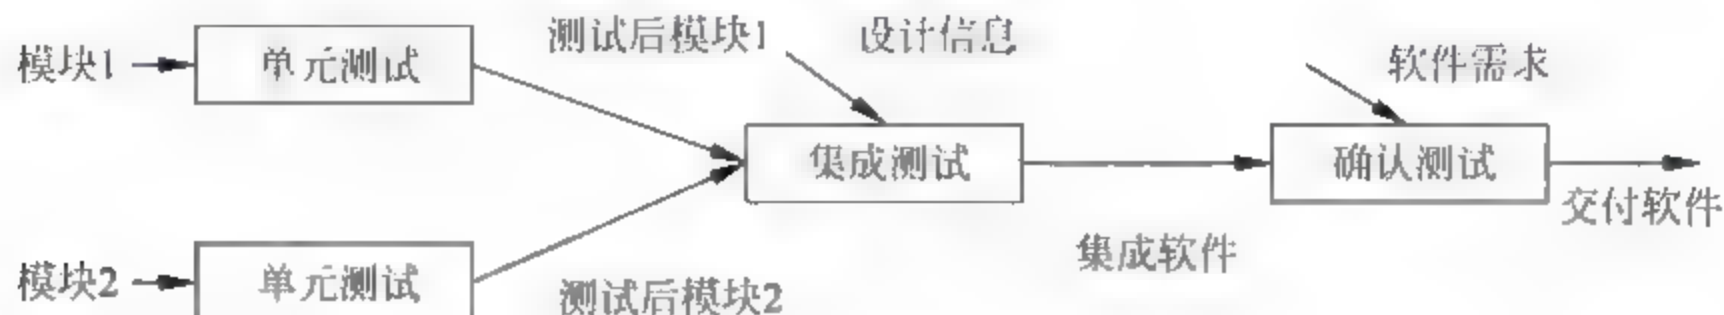 测试后模块1
设计信息
模块1
单元测试
软件需求
集成测试
确认测试
交付软件
集成软件
模块2
单元测试
测试后模块2